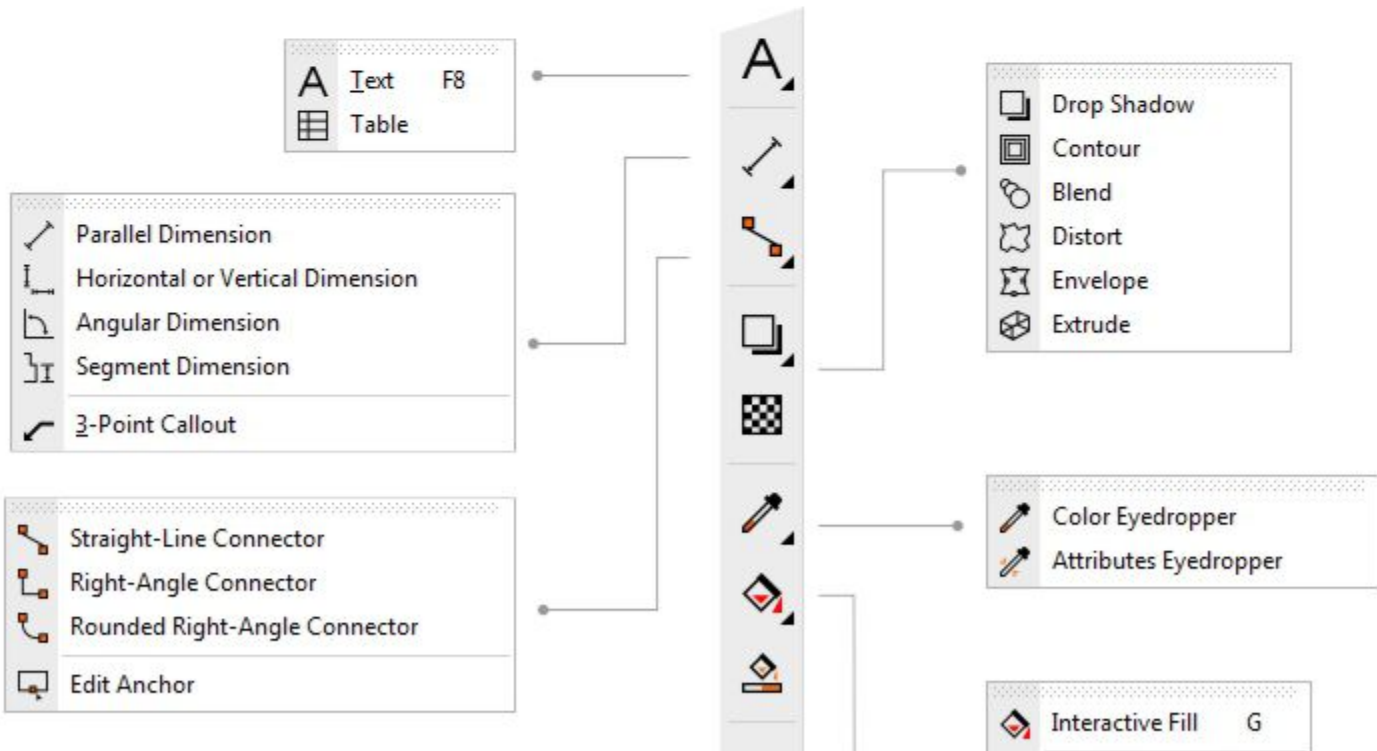 Text F8
Table
Parallel Dimension
Horizontal or Vertical Dimension
Angular Dimension
Segment Dimension
3-Point Callout
Straight-Line Connector
Right-Angle Connector
Rounded Right-Angle Connector
Edit Anchor
A
Drop Shadow
Contour
Blend
Distort
Envelope
Extrude
Color Eyedropper
Attributes Eyedropper
Interactive Fill G